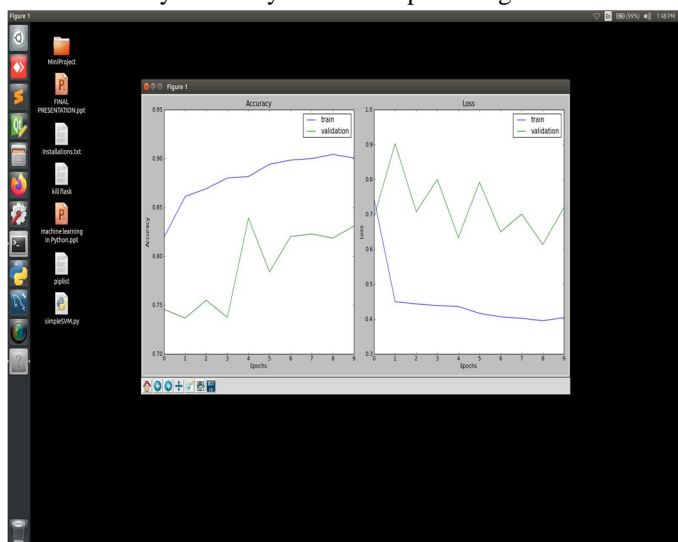 Figure 1
En
(99%)
1:48 PM
MiniProject
FINAL
PRESENTATION.ppt
Installations.txt
kill flask
machine learning
in Python.ppt
piplist
simpleSVM.py
Figure 1
Accuracy
train
validation
0.95
0.90
0.85
0.80
0.75
0.70
Accuracy
0 1 2 3 4 5 6 7 8 9
Epochs
Loss
train
validation
1.0
0.9
0.8
0.7
0.6
0.5
0.4
0.3
Loss
0 1 2 3 4 5 6 7 8 9
Epochs